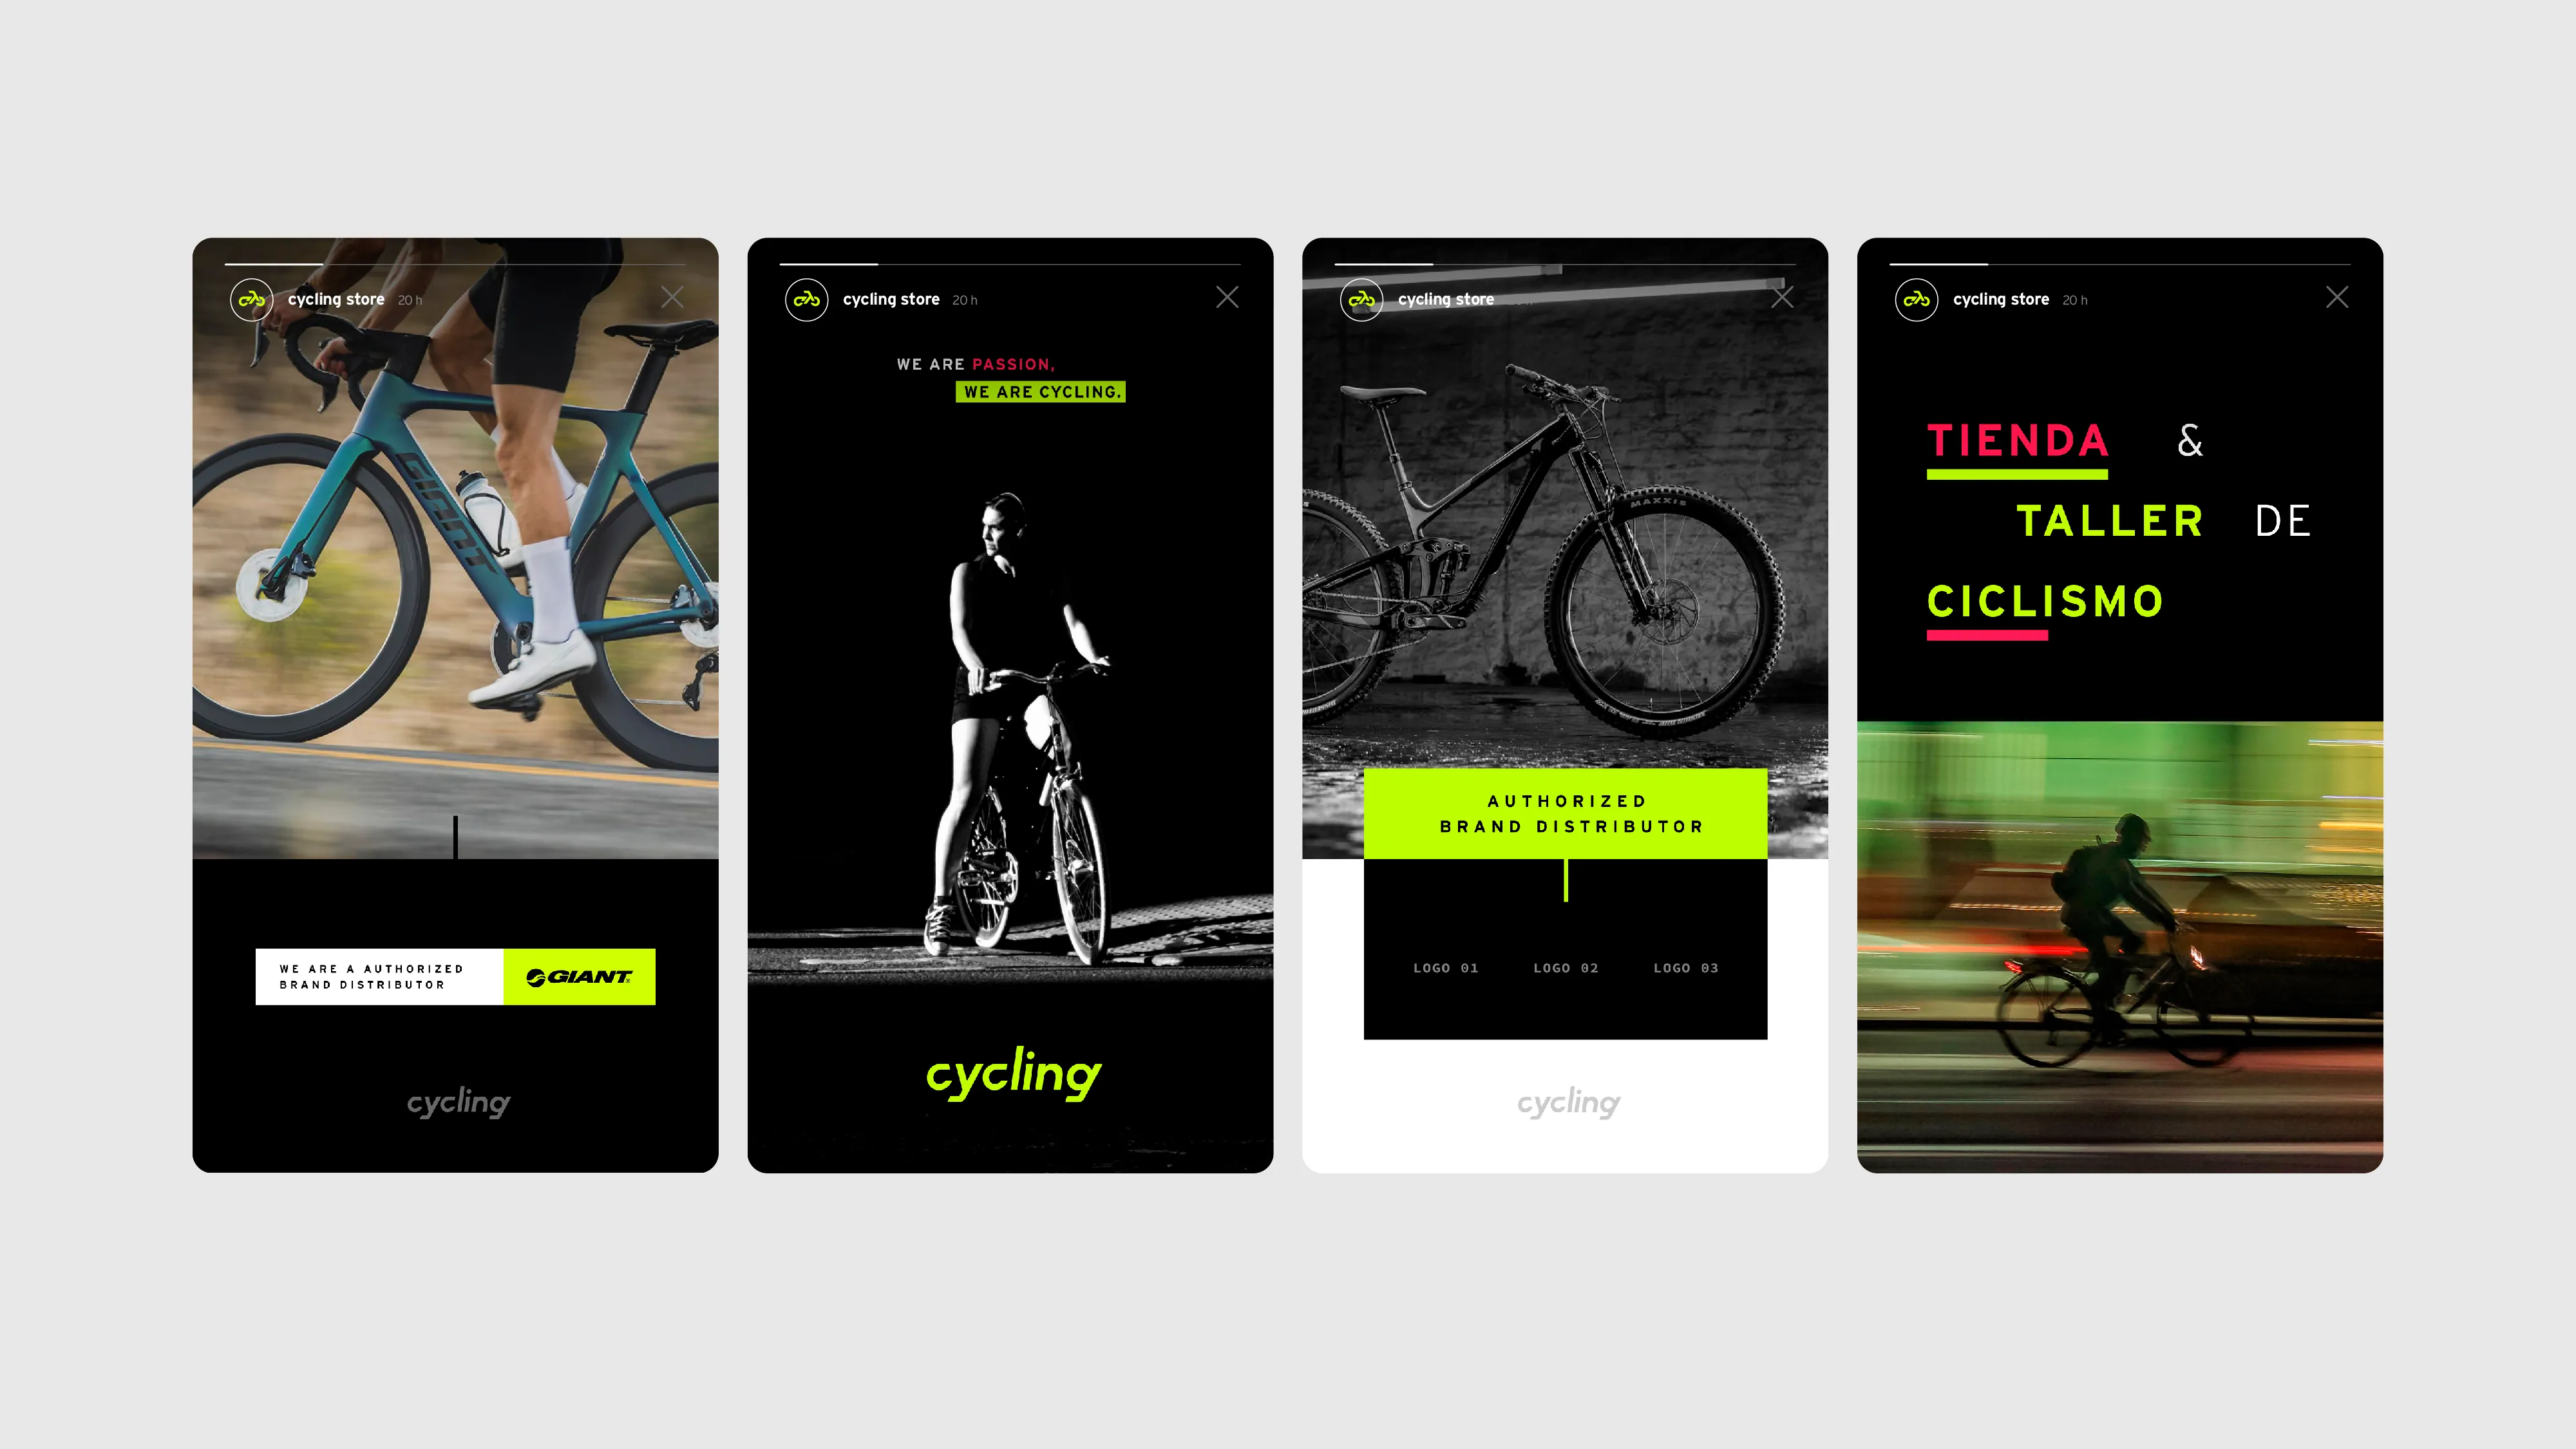 cycling store 20 h
GIANT
WE ARE A AUTHORIZED
BRAND DISTRIBUTOR
GIANT
cycling
cycling store 20 h
WE ARE PASSION,
WE ARE CYCLING.
cycling
cycling store
MAXXIS
AUTHORIZED
BRAND DISTRIBUTOR
LOGO 01 LOGO 02 LOGO 03
cycling
cycling store 20 h
TIENDA &
TALLER DE
CICLISMO